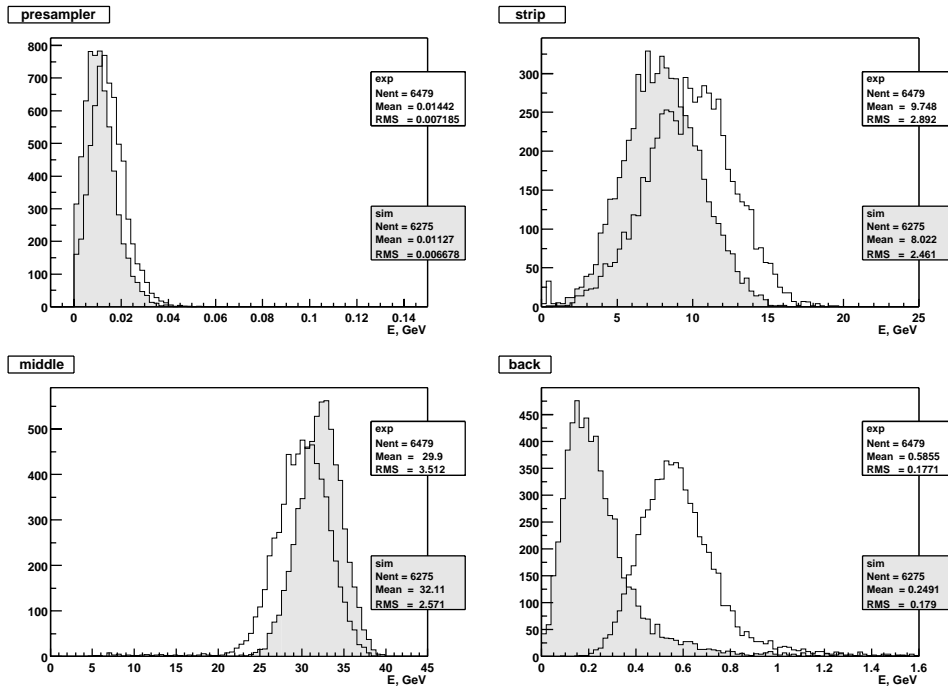 presampler
800
700
600
500
400
300
200
100
0
0 0.02 0.04 0.06 0.08 0.1 0.12 0.14
E, GeV
exp
Nent = 6479
Mean = 0.01442
RMS = 0.007185
sim
Nent = 6275
Mean = 0.01127
RMS = 0.006678
strip
300
250
200
150
100
50
0
0 5 10 15 20 25
E, GeV
exp
Nent = 6479
Mean = 9.748
RMS = 2.892
sim
Nent = 6275
Mean = 8.022
RMS = 2.461
middle
500
400
300
200
100
0
0 5 10 15 20 25 30 35 40 45
E, GeV
exp
Nent = 6479
Mean = 29.9
RMS = 3.512
sim
Nent = 6275
Mean = 32.11
RMS = 2.571
back
450
400
350
300
250
200
150
100
50
0
0 0.2 0.4 0.6 0.8 1 1.2 1.4 1.6
E, GeV
exp
Nent = 6479
Mean = 0.5855
RMS = 0.1771
sim
Nent = 6275
Mean = 0.2491
RMS = 0.179